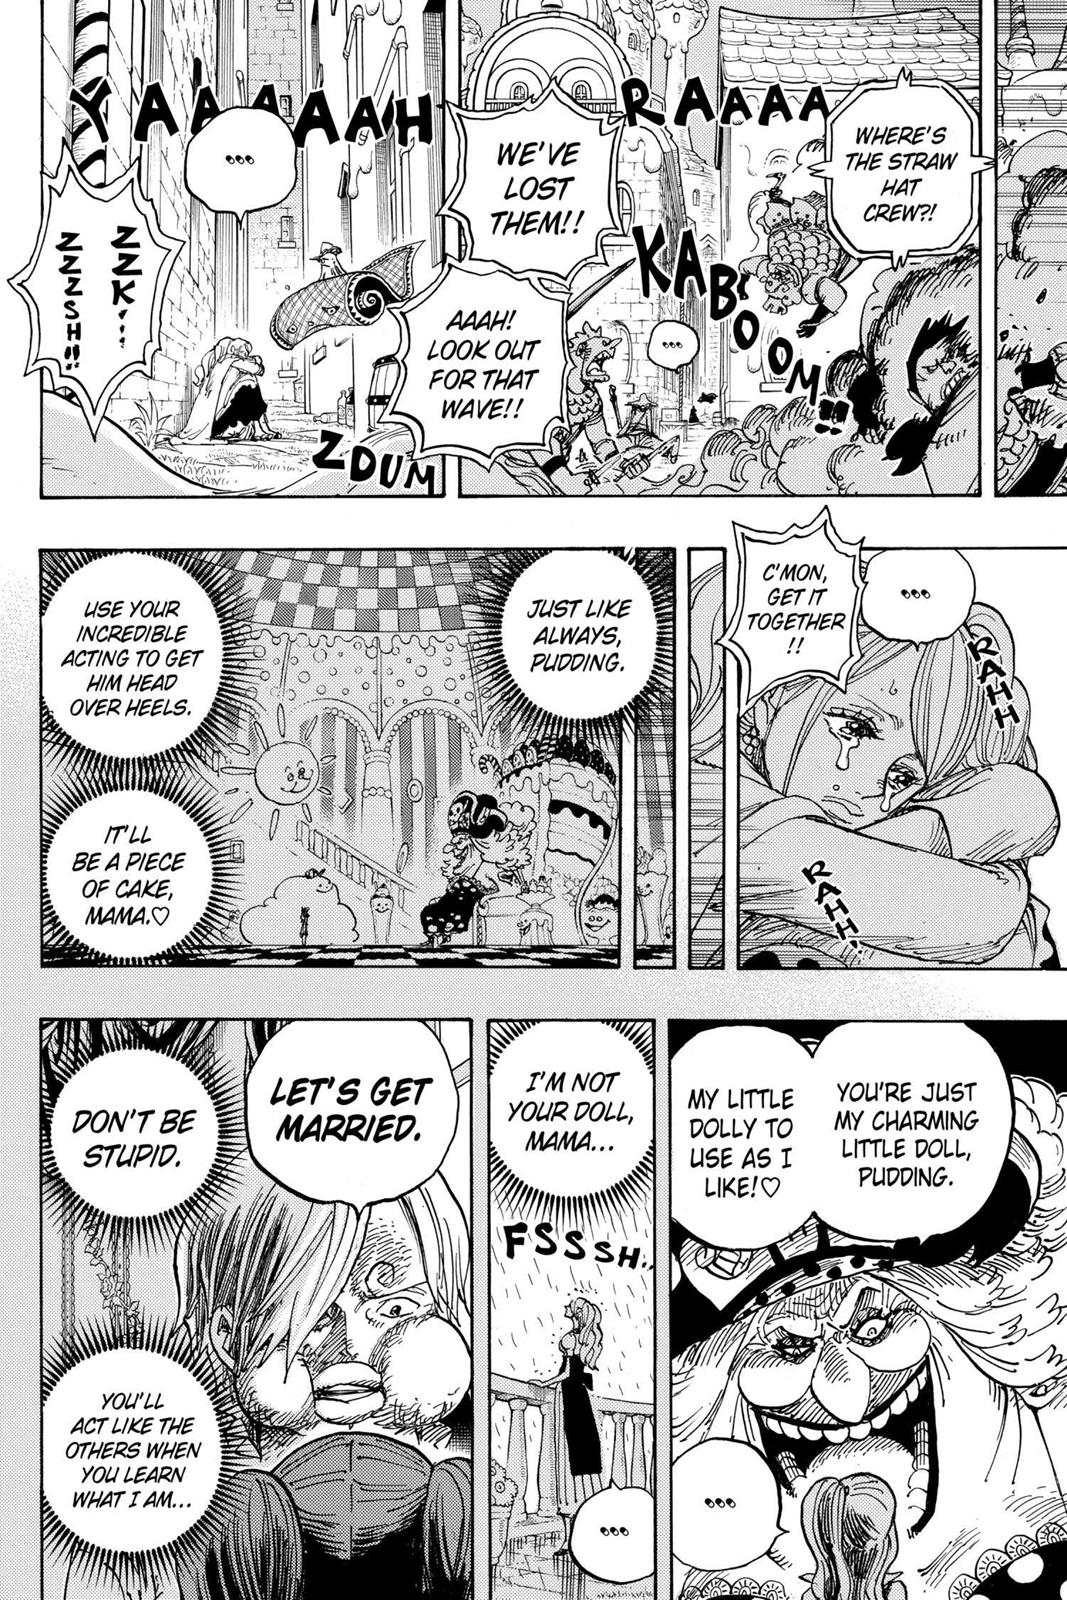 WHERE'S
THE STRAW
HAT
CREW?!
RAAAA
KABOOM!!
...
WE'VE
LOST
THEM!!
AAAH!
LOOK OUT
FOR THAT
WAVE!!
YAAAAAAH
...
ZZK...
ZZZSH!!
ZDUM
...
C'MON,
GET IT
TOGETHER
!!
RAHH
RAHH!
JUST LIKE
ALWAYS,
PUDDING.
USE YOUR
INCREDIBLE
ACTING TO GET
HIM HEAD
OVER HEELS.
IT'LL
BE A PIECE
OF CAKE,
MAMA.♡
YOU'RE JUST
MY CHARMING
LITTLE DOLL,
PUDDING.
MY LITTLE
DOLLY TO
USE AS I
LIKE!♡
...
I'M NOT
YOUR DOLL,
MAMA...
FSSSSH...
...
LET'S GET
MARRIED.
DON'T BE
STUPID.
YOU'LL
ACT LIKE THE
OTHERS WHEN
YOU LEARN
WHAT I AM...